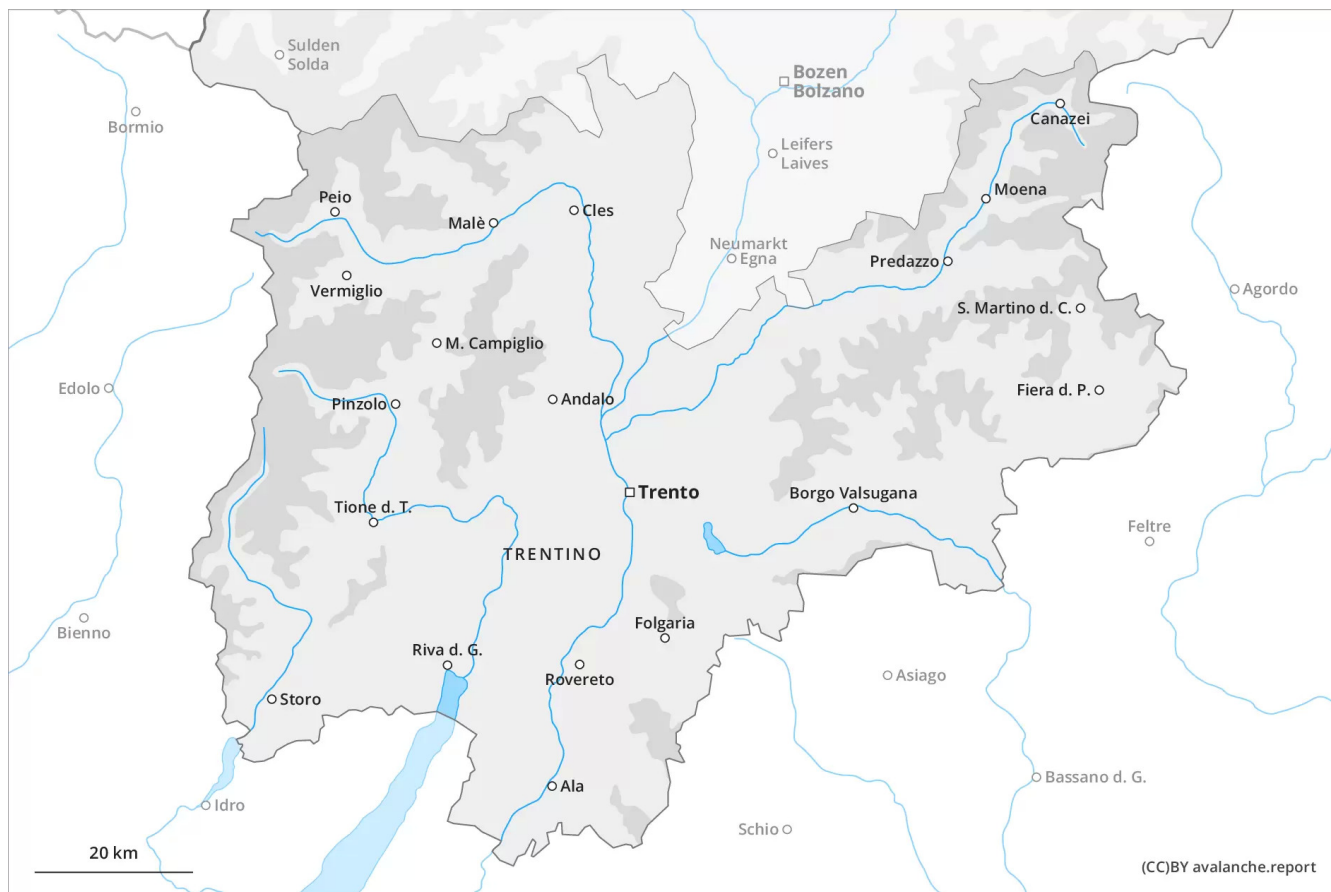 Sulden
Solda
Bozen
Bolzano
Bormio
Canazei
Leifers
Laives
Moena
Peio
Malè
Cles
Neumarkt
Egna
Predazzo
Vermiglio
Agordo
S. Martino d. C.
M. Campiglio
Edolo
Pinzolo
Andalo
Fiera d. P.
Trento
Borgo Valsugana
Tione d. T.
Feltre
TRENTINO
Bienno
Folgaria
Riva d. G.
Rovereto
Asiago
Storo
Bassano d. G.
Ala
Idro
Schio
20 km
(CC)BY avalanche.report